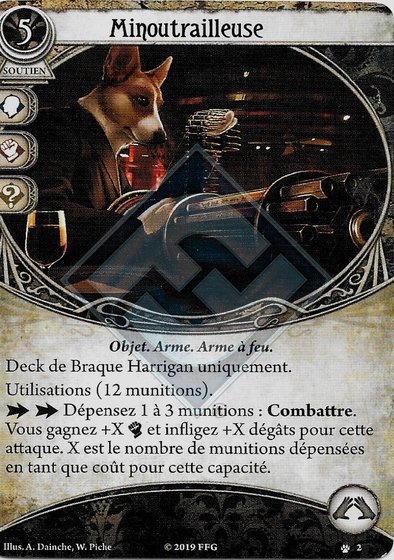 Minoutrailleuse
5
SOUTIEN
?
Objet. Arme. Arme à feu.
Deck de Braque Harrigan uniquement.
Utilisations (12 munitions).
Dépensez 1 à 3 munitions : Combattre.
Vous gagnez +X et infligez +X dégâts pour cette
attaque. X est le nombre de munitions dépensées
en tant que coût pour cette capacité.
Illus. A. Dainche, W. Piche
© 2019 FFG
2